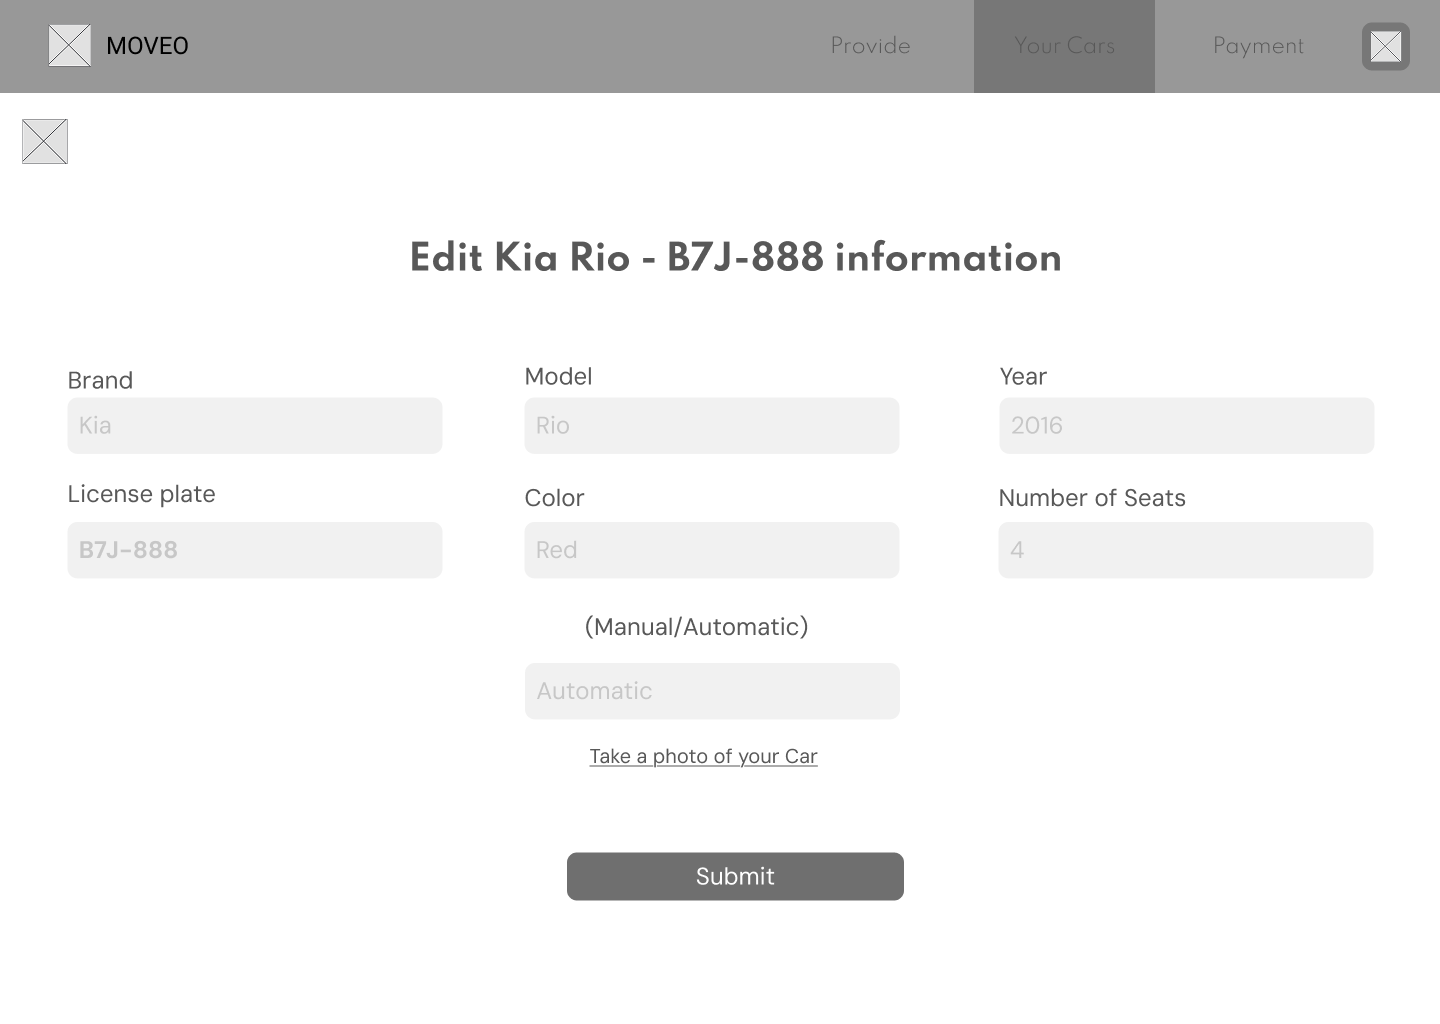 MOVEO
Provide
Your Cars
Payment
Edit Kia Rio - B7J-888 information
Brand
Model
Year
Kia
Rio
2016
License plate
Color
Number of Seats
B7J-888
Red
4
(Manual/Automatic)
Automatic
Take a photo of your Car
Submit